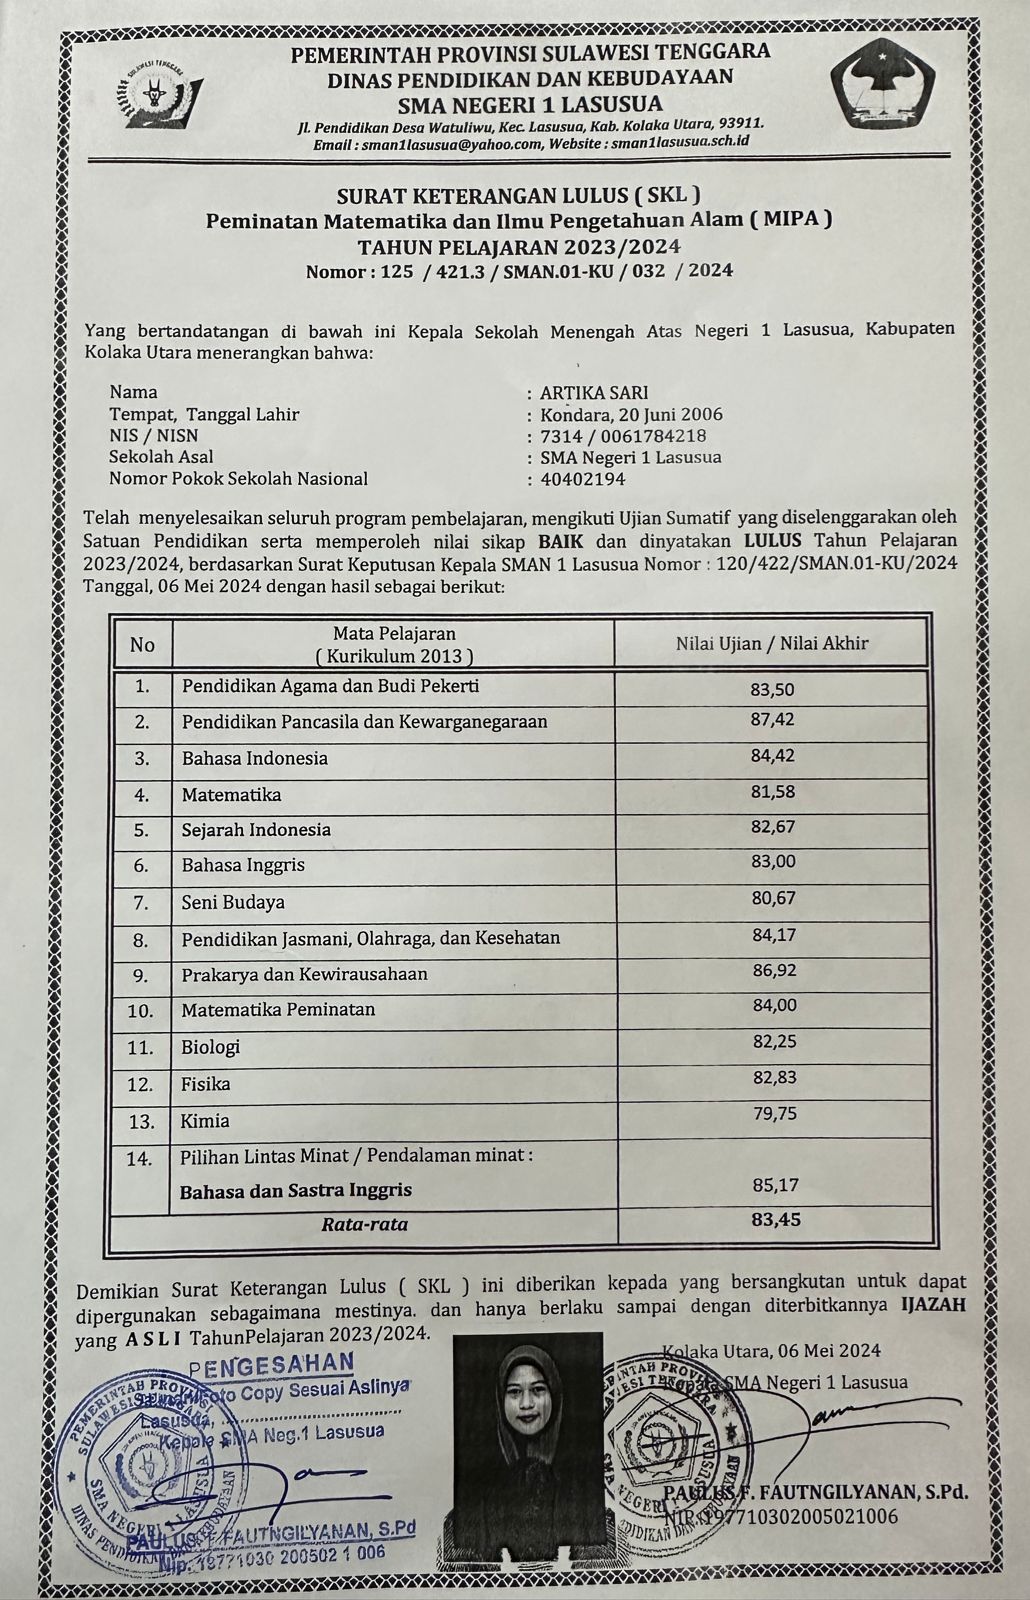 PEMERINTAH PROVINSI SULAWESI TENGGARA
DINAS PENDIDIKAN DAN KEBUDAYAAN
SMA NEGERI 1 LASUSUA
Jl. Pendidikan Desa Watuliwu, Kec. Lasusua, Kab. Kolaka Utara, 93911.
Email : sman1lasusua@yahoo.com, Website : sman1lasusua.sch.id
SURAT KETERANGAN LULUS ( SKL )
Peminatan Matematika dan Ilmu Pengetahuan Alam ( MIPA )
TAHUN PELAJARAN 2023/2024
Nomor : 125 / 421.3 / SMAN.01-KU / 032 / 2024
Yang bertandatangan di bawah ini Kepala Sekolah Menengah Atas Negeri 1 Lasusua, Kabupaten
Kolaka Utara menerangkan bahwa:
Nama : ARTIKA SARI
Tempat, Tanggal Lahir : Kondara, 20 Juni 2006
NIS / NISN : 7314 / 0061784218
Sekolah Asal : SMA Negeri 1 Lasusua
Nomor Pokok Sekolah Nasional : 40402194
Telah menyelesaikan seluruh program pembelajaran, mengikuti Ujian Sumatif yang diselenggarakan oleh
Satuan Pendidikan serta memperoleh nilai sikap BAIK dan dinyatakan LULUS Tahun Pelajaran
2023/2024, berdasarkan Surat Keputusan Kepala SMAN 1 Lasusua Nomor : 120/422/SMAN.01-KU/2024
Tanggal, 06 Mei 2024 dengan hasil sebagai berikut:
No Mata Pelajaran Nilai Ujian / Nilai Akhir
( Kurikulum 2013 )
1. Pendidikan Agama dan Budi Pekerti 83,50
2. Pendidikan Pancasila dan Kewarganegaraan 87,42
3. Bahasa Indonesia 84,42
4. Matematika 81,58
5. Sejarah Indonesia 82,67
6. Bahasa Inggris 83,00
7. Seni Budaya 80,67
8. Pendidikan Jasmani, Olahraga, dan Kesehatan 84,17
9. Prakarya dan Kewirausahaan 86,92
10. Matematika Peminatan 84,00
11. Biologi 82,25
12. Fisika 82,83
13. Kimia 79,75
14. Pilihan Lintas Minat / Pendalaman minat :
Bahasa dan Sastra Inggris 85,17
Rata-rata 83,45
Demikian Surat Keterangan Lulus ( SKL ) ini diberikan kepada yang bersangkutan untuk dapat
dipergunakan sebagaimana mestinya. dan hanya berlaku sampai dengan diterbitkannya IJAZAH
yang A S L I TahunPelajaran 2023/2024.
Kolaka Utara, 06 Mei 2024
SMA Negeri 1 Lasusua
PAULUS F. FAUTNGILYANAN, S.Pd.
NIP. 197710302005021006
PENGESAHAN
Foto Copy Sesuai Aslinya
Lasusua, ..............................
Kepala SMA Neg.1 Lasusua
PAULUS F. FAUTNGILYANAN, S.Pd
Nip. 19771030 200502 1 006
PEMERINTAH PROVINSI
SULAWESI TENGGARA
SMA NEGERI 1 LASUSUA
DINAS PENDIDIKAN DAN KEBUDAYAAN